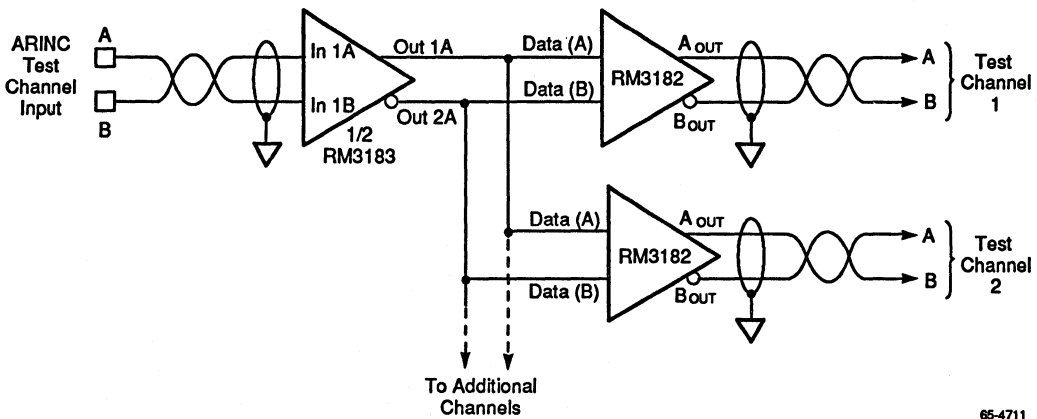 ARINC
Test
Channel
Input
A
B
In 1A
In 1B
1/2
RM3183
Out 1A
Out 2A
Data (A)
Data (B)
RM3182
A OUT
B OUT
A
B
Test
Channel
1
Data (A)
Data (B)
RM3182
A OUT
B OUT
A
B
Test
Channel
2
To Additional
Channels
65-4711